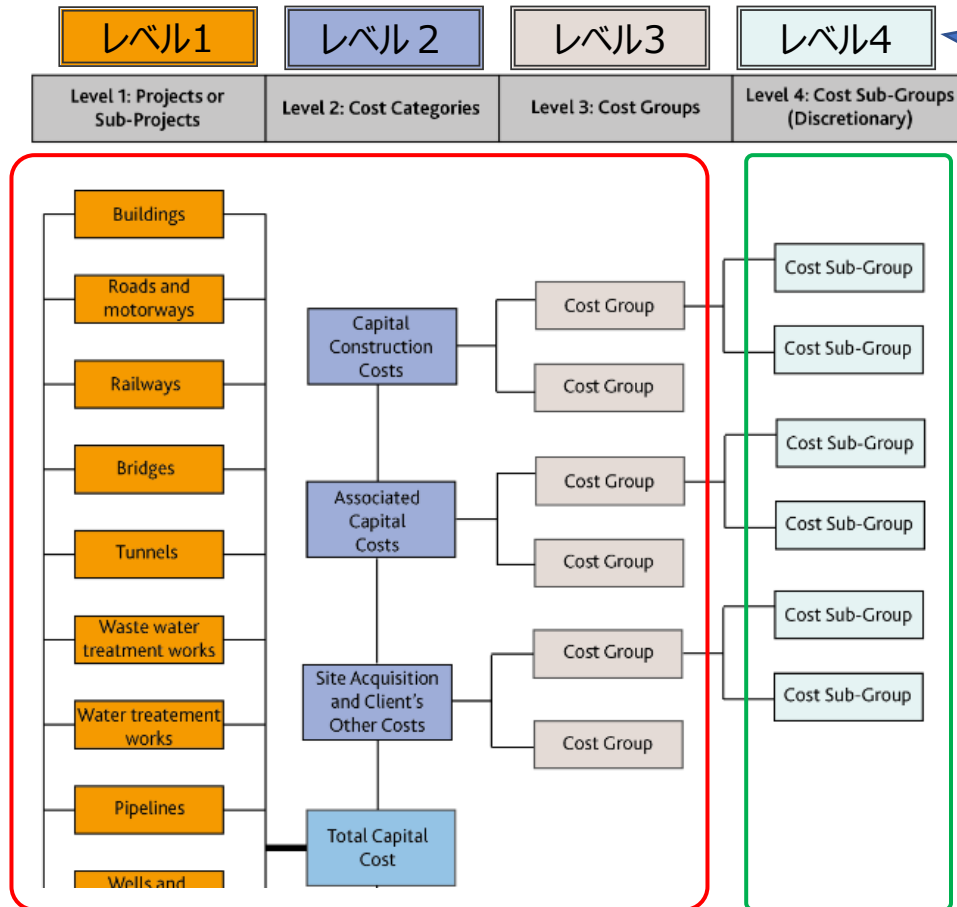 レベル1
レベル 2
レベル3
レベル4
Level 1: Projects or
Sub-Projects
Level 2: Cost Categories
Level 3: Cost Groups
Level 4: Cost Sub-Groups
(Discretionary)
Buildings
Roads and
motorways
Railways
Bridges
Tunnels
Waste water
treatment works
Water treatement
works
Pipelines
Wells and
Capital
Construction
Costs
Associated
Capital
Costs
Site Acquisition
and Client's
Other Costs
Total Capital
Cost
Cost Group
Cost Group
Cost Group
Cost Group
Cost Group
Cost Group
Cost Sub-Group
Cost Sub-Group
Cost Sub-Group
Cost Sub-Group
Cost Sub-Group
Cost Sub-Group